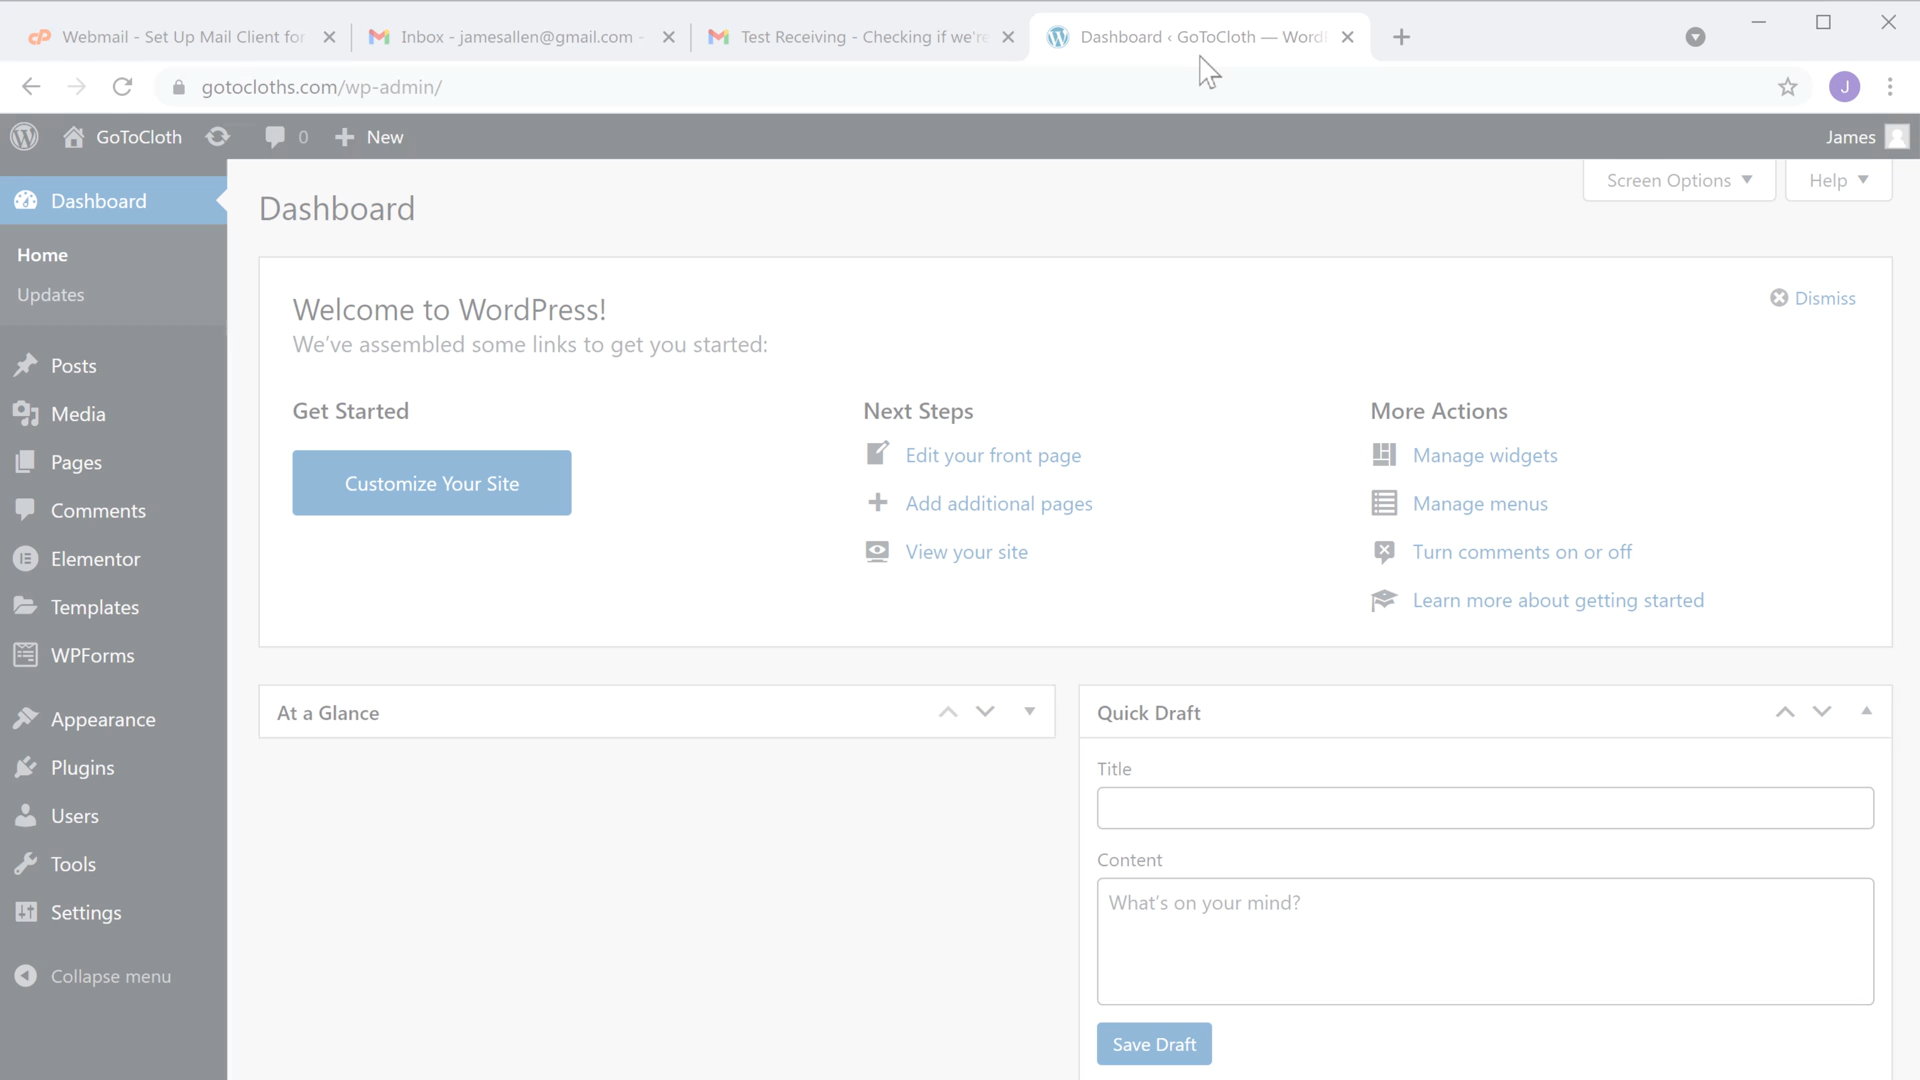 Webmail - Set Up Mail Client for
Inbox - jamesallen@gmail.com -
Test Receiving - Checking if we're
Dashboard ‹ GoToCloth — Word
gotocloths.com/wp-admin/
J
GoToCloth
0
New
James
Dashboard
Home
Updates
Posts
Media
Pages
Comments
Elementor
Templates
WPForms
Appearance
Plugins
Users
Tools
Settings
Collapse menu
Screen Options
Help
Dashboard
Welcome to WordPress!
We've assembled some links to get you started:
Dismiss
Get Started
Customize Your Site
Next Steps
Edit your front page
Add additional pages
View your site
More Actions
Manage widgets
Manage menus
Turn comments on or off
Learn more about getting started
At a Glance
Quick Draft
Title
Content
What's on your mind?
Save Draft